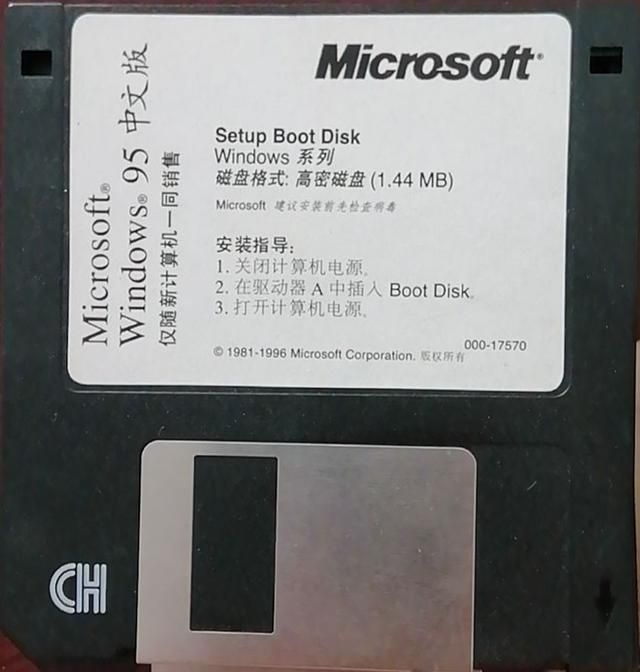 Microsoft®
Windows® 95 中文版
仅随新计算机一同销售
Microsoft®
Setup Boot Disk
Windows 系列
磁盘格式: 高密磁盘 (1.44 MB)
Microsoft 建议安装前先检查病毒
安装指导:
1. 关闭计算机电源。
2. 在驱动器 A 中插入 Boot Disk。
3. 打开计算机电源。
000-17570
© 1981-1996 Microsoft Corporation. 版权所有
CH